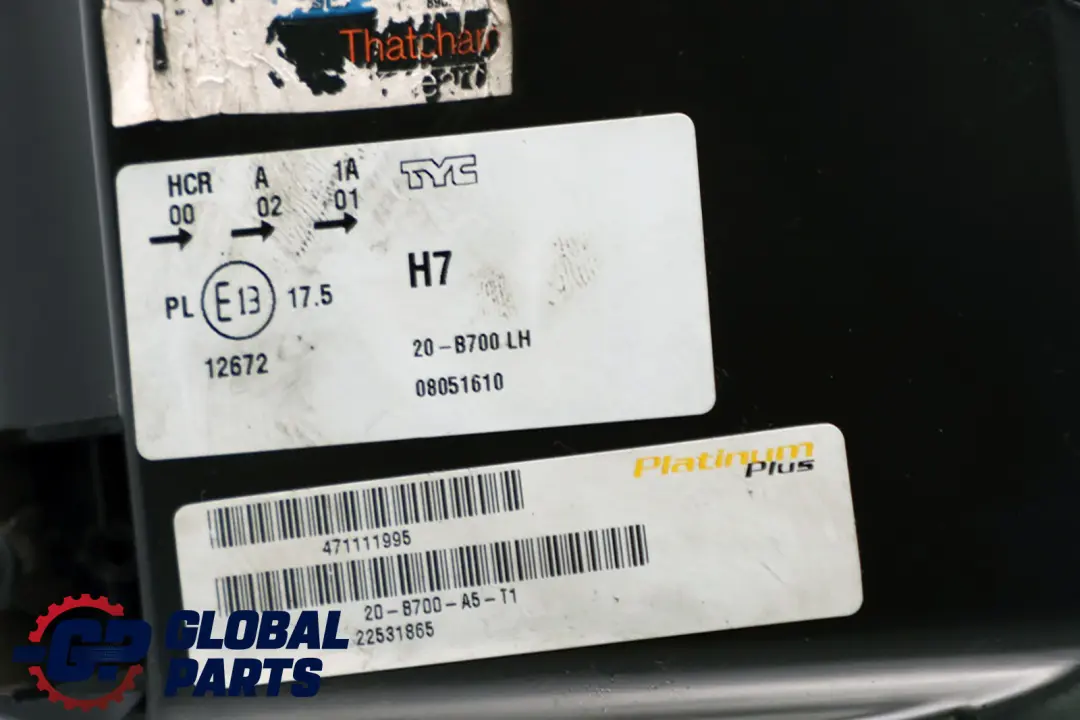 Thatcham
HCR A 1A TYC
00 02 01
H7
PL E13 17.5
12672
20-B700 LH
08051610
Platinum
Plus
471111995
20-B700-A5-T1
22531865
GP GLOBAL
PARTS